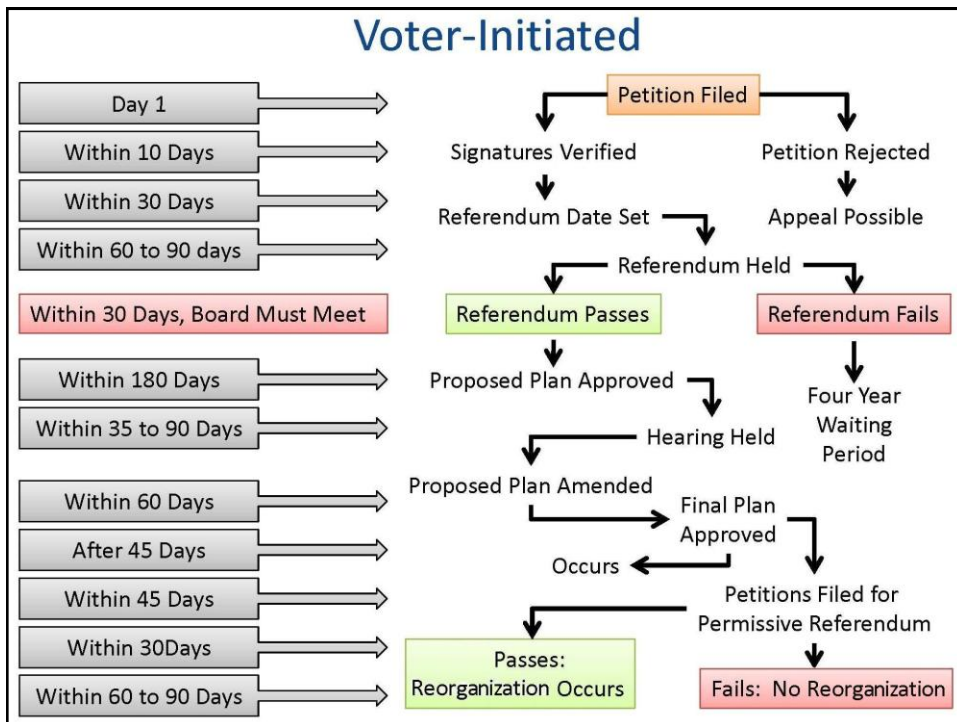 Voter-Initiated
Day 1
Petition Filed
Within 10 Days
Signatures Verified
Petition Rejected
Within 30 Days
Referendum Date Set
Appeal Possible
Within 60 to 90 days
Referendum Held
Within 30 Days, Board Must Meet
Referendum Passes
Referendum Fails
Within 180 Days
Proposed Plan Approved
Four Year
Waiting
Period
Within 35 to 90 Days
Hearing Held
Within 60 Days
Proposed Plan Amended
Final Plan
Approved
After 45 Days
Occurs
Within 45 Days
Petitions Filed for
Permissive Referendum
Within 30Days
Passes:
Reorganization Occurs
Within 60 to 90 Days
Fails: No Reorganization